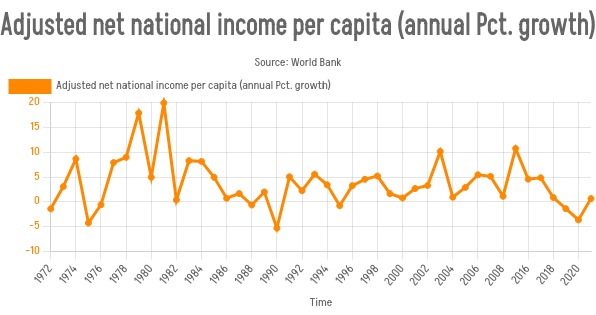 Adjusted net national income per capita (annual Pct. growth)
Source: World Bank
Adjusted net national income per capita (annual Pct. growth)
20
15
10
5
0
-5
-10
1972 1974 1976 1978 1980 1982 1984 1986 1988 1990 1992 1994 1996 1998 2000 2002 2004 2006 2008 2010 2012 2014 2016 2018 2020
Time